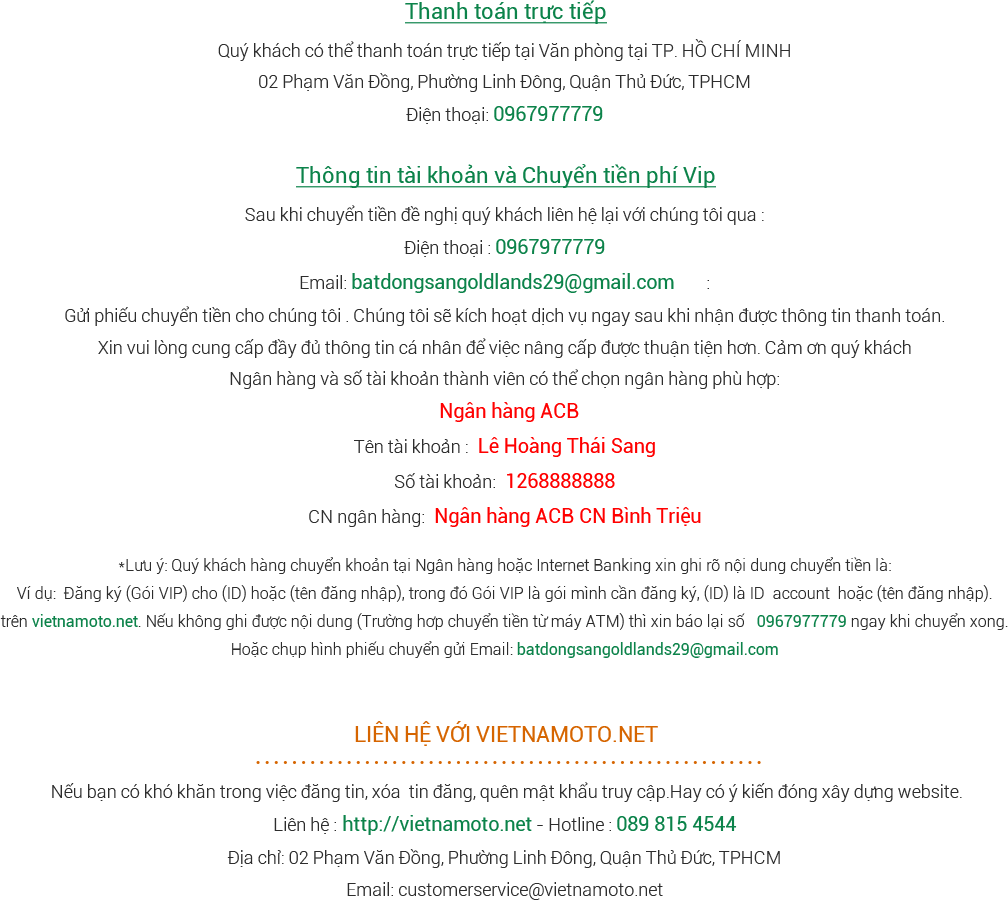 Thanh toán trực tiếp
Quý khách có thể thanh toán trực tiếp tại Văn phòng tại TP. HỒ CHÍ MINH
02 Phạm Văn Đồng, Phường Linh Đông, Quận Thủ Đức, TPHCM
Điện thoại: 0967977779
Thông tin tài khoản và Chuyển tiền phí Vip
Sau khi chuyển tiền đề nghị quý khách liên hệ lại với chúng tôi qua :
Điện thoại : 0967977779
Email: batdongsangoldlands29@gmail.com :
Gửi phiếu chuyển tiền cho chúng tôi . Chúng tôi sẽ kích hoạt dịch vụ ngay sau khi nhận được thông tin thanh toán.
Xin vui lòng cung cấp đầy đủ thông tin cá nhân để việc nâng cấp được thuận tiện hơn. Cảm ơn quý khách
Ngân hàng và số tài khoản thành viên có thể chọn ngân hàng phù hợp:
Ngân hàng ACB
Tên tài khoản : Lê Hoàng Thái Sang
Số tài khoản: 1268888888
CN ngân hàng: Ngân hàng ACB CN Bình Triệu
*Lưu ý: Quý khách hàng chuyển khoản tại Ngân hàng hoặc Internet Banking xin ghi rõ nội dung chuyển tiền là:
Ví dụ: Đăng ký (Gói VIP) cho (ID) hoặc (tên đăng nhập), trong đó Gói VIP là gói mình cần đăng ký, (ID) là ID account hoặc (tên đăng nhập).
trên vietnamoto.net. Nếu không ghi được nội dung (Trường hơp chuyển tiền từ máy ATM) thì xin báo lại số 0967977779 ngay khi chuyển xong.
Hoặc chụp hình phiếu chuyển gửi Email: batdongsangoldlands29@gmail.com
LIÊN HỆ VỚI VIETNAMOTO.NET
Nếu bạn có khó khăn trong việc đăng tin, xóa tin đăng, quên mật khẩu truy cập.Hay có ý kiến đóng xây dựng website.
Liên hệ : http://vietnamoto.net - Hotline : 089 815 4544
Địa chỉ: 02 Phạm Văn Đồng, Phường Linh Đông, Quận Thủ Đức, TPHCM
Email: customerservice@vietnamoto.net